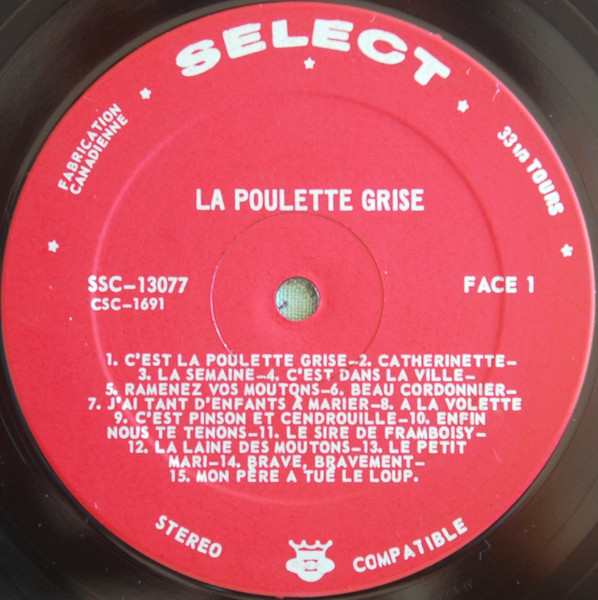 SELECT
FABRICATION
CANADIENNE
33 1/3 TOURS
LA POULETTE GRISE
SSC-13077
CSC-1691
FACE 1
1. C'EST LA POULETTE GRISE-2. CATHERINETTE-
3. LA SEMAINE-4. C'EST DANS LA VILLE-
5. RAMENEZ VOS MOUTONS-6. BEAU CORDONNIER-
7. J'AI TANT D'ENFANTS À MARIER-8. A LA VOLETTE
9. C'EST PINSON ET CENDROUILLE-10. ENFIN
NOUS TE TENONS-11. LE SIRE DE FRAMBOISY-
12. LA LAINE DES MOUTONS-13. LE PETIT
MARI-14. BRAVE, BRAVEMENT-
15. MON PÈRE A TUÉ LE LOUP.
STEREO
COMPATIBLE